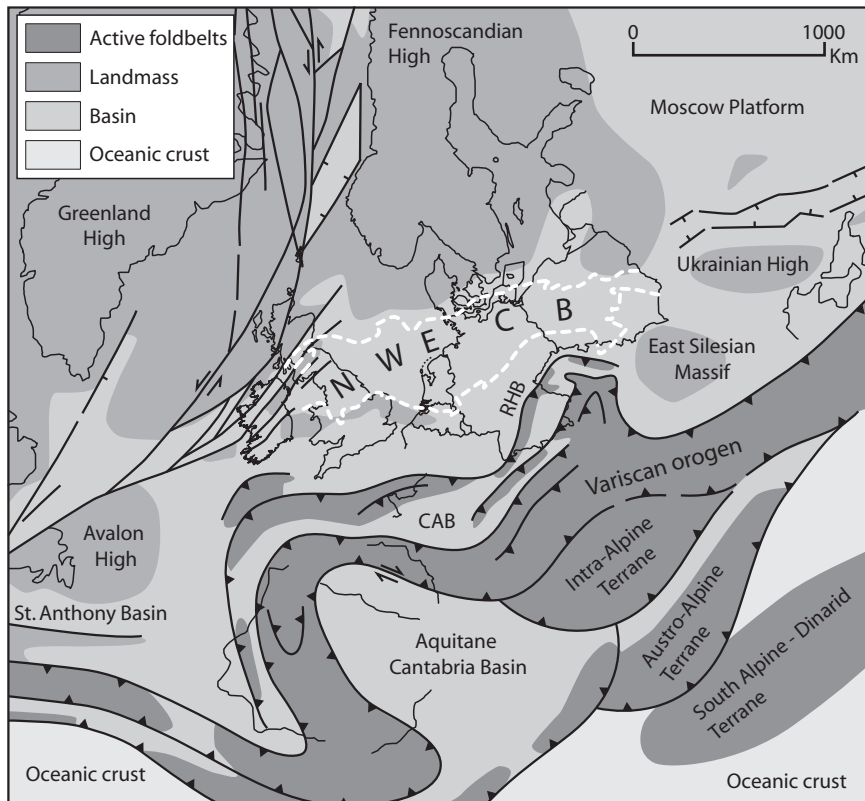 Active foldbelts
Landmass
Basin
Oceanic crust
Fennoscandian
High
0
1000
Km
Moscow Platform
Greenland
High
Ukrainian High
N W E C B
East Silesian
Massif
RHB
Variscan orogen
CAB
Avalon
High
Intra-Alpine
Terrane
St. Anthony Basin
Aquitane
Cantabria Basin
Austro-Alpine
Terrane
South Alpine - Dinarid
Terrane
Oceanic crust
Oceanic crust